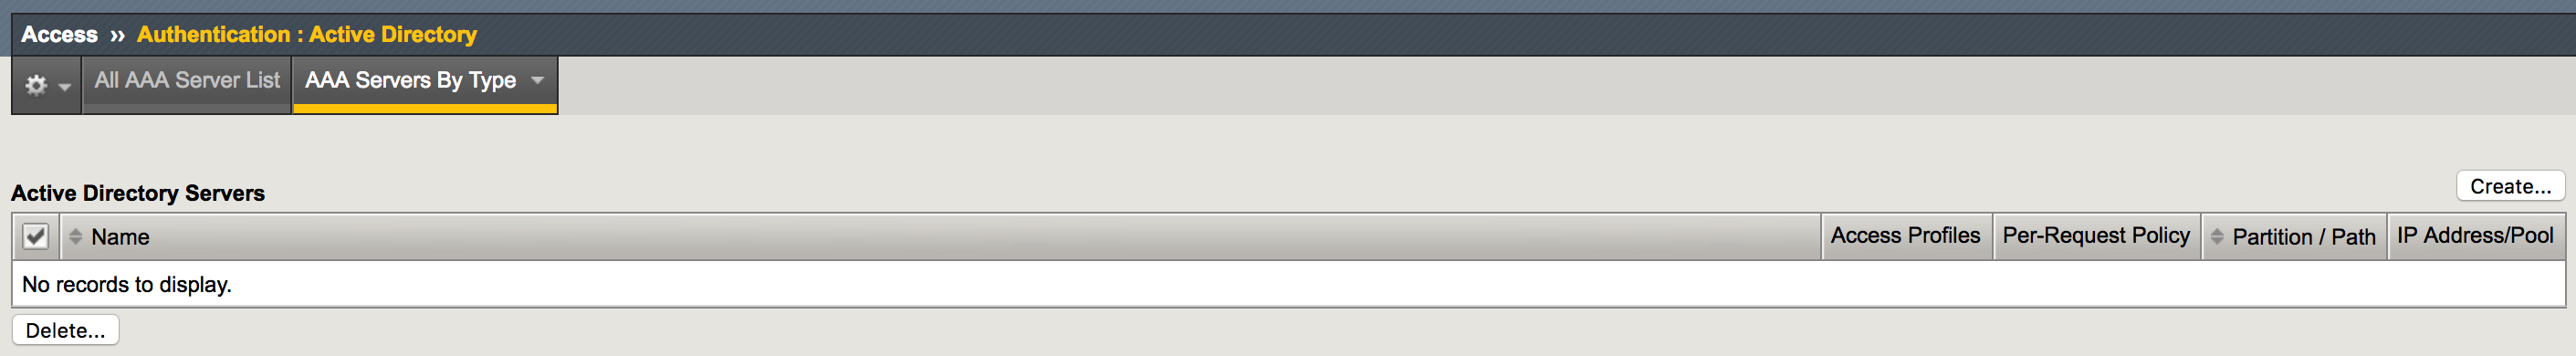 Access ›› Authentication : Active Directory
All AAA Server List AAA Servers By Type
Active Directory Servers Create...
Name Access Profiles Per-Request Policy Partition / Path IP Address/Pool
No records to display.
Delete...